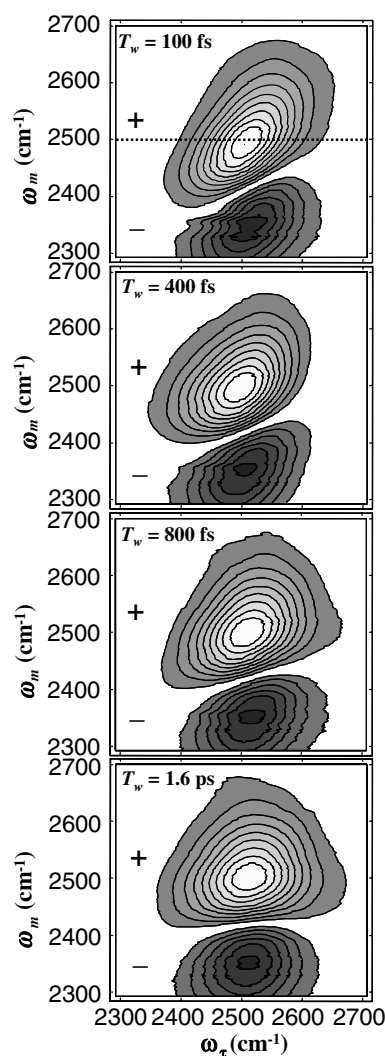 2700
T_w = 100 fs
2600
+
2500
ω_m (cm⁻¹)
2400
–
2300
2700
T_w = 400 fs
2600
+
2500
ω_m (cm⁻¹)
2400
–
2300
2700
T_w = 800 fs
2600
+
2500
ω_m (cm⁻¹)
2400
–
2300
2700
T_w = 1.6 ps
2600
+
2500
ω_m (cm⁻¹)
2400
–
2300
2300 2400 2500 2600 2700
ω_τ (cm⁻¹)